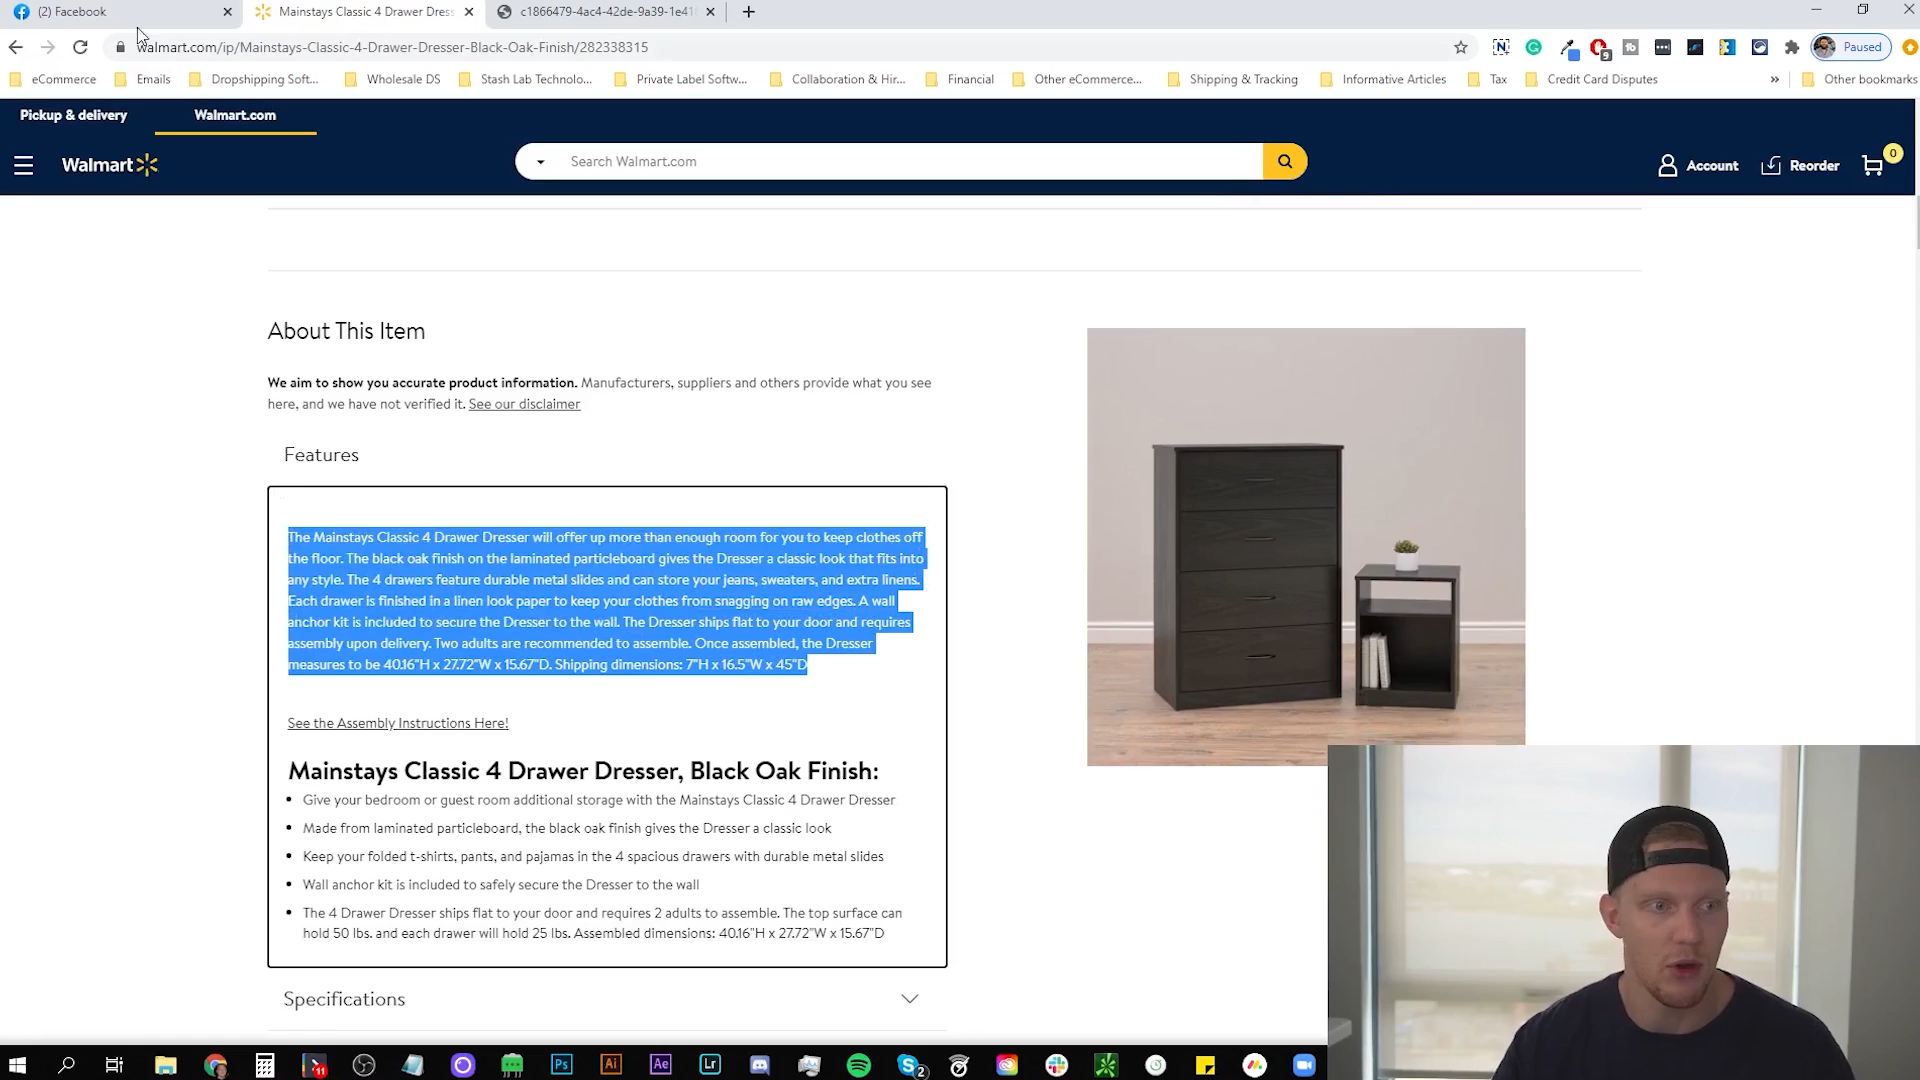 (2) Facebook
Mainstays Classic 4 Drawer Dress
c1866479-4ac4-42de-9a39-1e41
walmart.com/ip/Mainstays-Classic-4-Drawer-Dresser-Black-Oak-Finish/282338315
9
Paused
eCommerce
Emails
Dropshipping Soft...
Wholesale DS
Stash Lab Technolo...
Private Label Softw...
Collaboration & Hir...
Financial
Other eCommerce...
Shipping & Tracking
Informative Articles
Tax
Credit Card Disputes
»
Other bookmarks
Pickup & delivery
Walmart.com
Walmart
Search Walmart.com
Account
Reorder
0
About This Item
We aim to show you accurate product information. Manufacturers, suppliers and others provide what you see
here, and we have not verified it. See our disclaimer
Features
The Mainstays Classic 4 Drawer Dresser will offer up more than enough room for you to keep clothes off
the floor. The black oak finish on the laminated particleboard gives the Dresser a classic look that fits into
any style. The 4 drawers feature durable metal slides and can store your jeans, sweaters, and extra linens.
Each drawer is finished in a linen look paper to keep your clothes from snagging on raw edges. A wall
anchor kit is included to secure the Dresser to the wall. The Dresser ships flat to your door and requires
assembly upon delivery. Two adults are recommended to assemble. Once assembled, the Dresser
measures to be 40.16"H x 27.72"W x 15.67"D. Shipping dimensions: 7"H x 16.5"W x 45"D
See the Assembly Instructions Here!
Mainstays Classic 4 Drawer Dresser, Black Oak Finish:
• Give your bedroom or guest room additional storage with the Mainstays Classic 4 Drawer Dresser
• Made from laminated particleboard, the black oak finish gives the Dresser a classic look
• Keep your folded t-shirts, pants, and pajamas in the 4 spacious drawers with durable metal slides
• Wall anchor kit is included to safely secure the Dresser to the wall
• The 4 Drawer Dresser ships flat to your door and requires 2 adults to assemble. The top surface can
hold 50 lbs. and each drawer will hold 25 lbs. Assembled dimensions: 40.16"H x 27.72"W x 15.67"D
Specifications
11
Ps
Ai
Ae
Lr
2